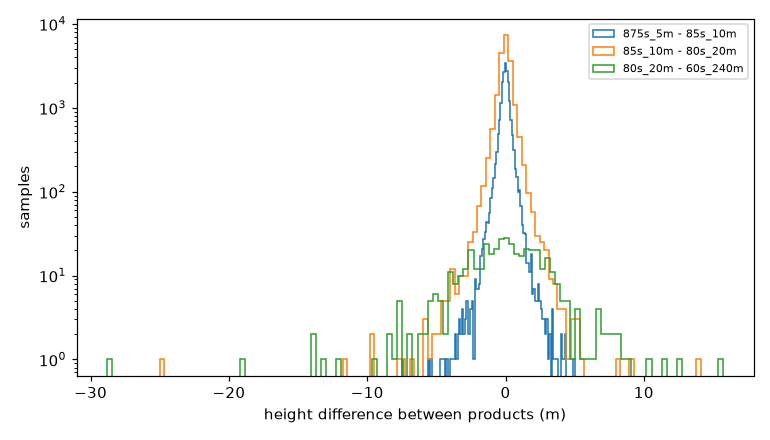 875s_5m - 85s_10m
85s_10m - 80s_20m
80s_20m - 60s_240m
samples
10⁴
10³
10²
10¹
10⁰
−30
−20
−10
0
10
height difference between products (m)